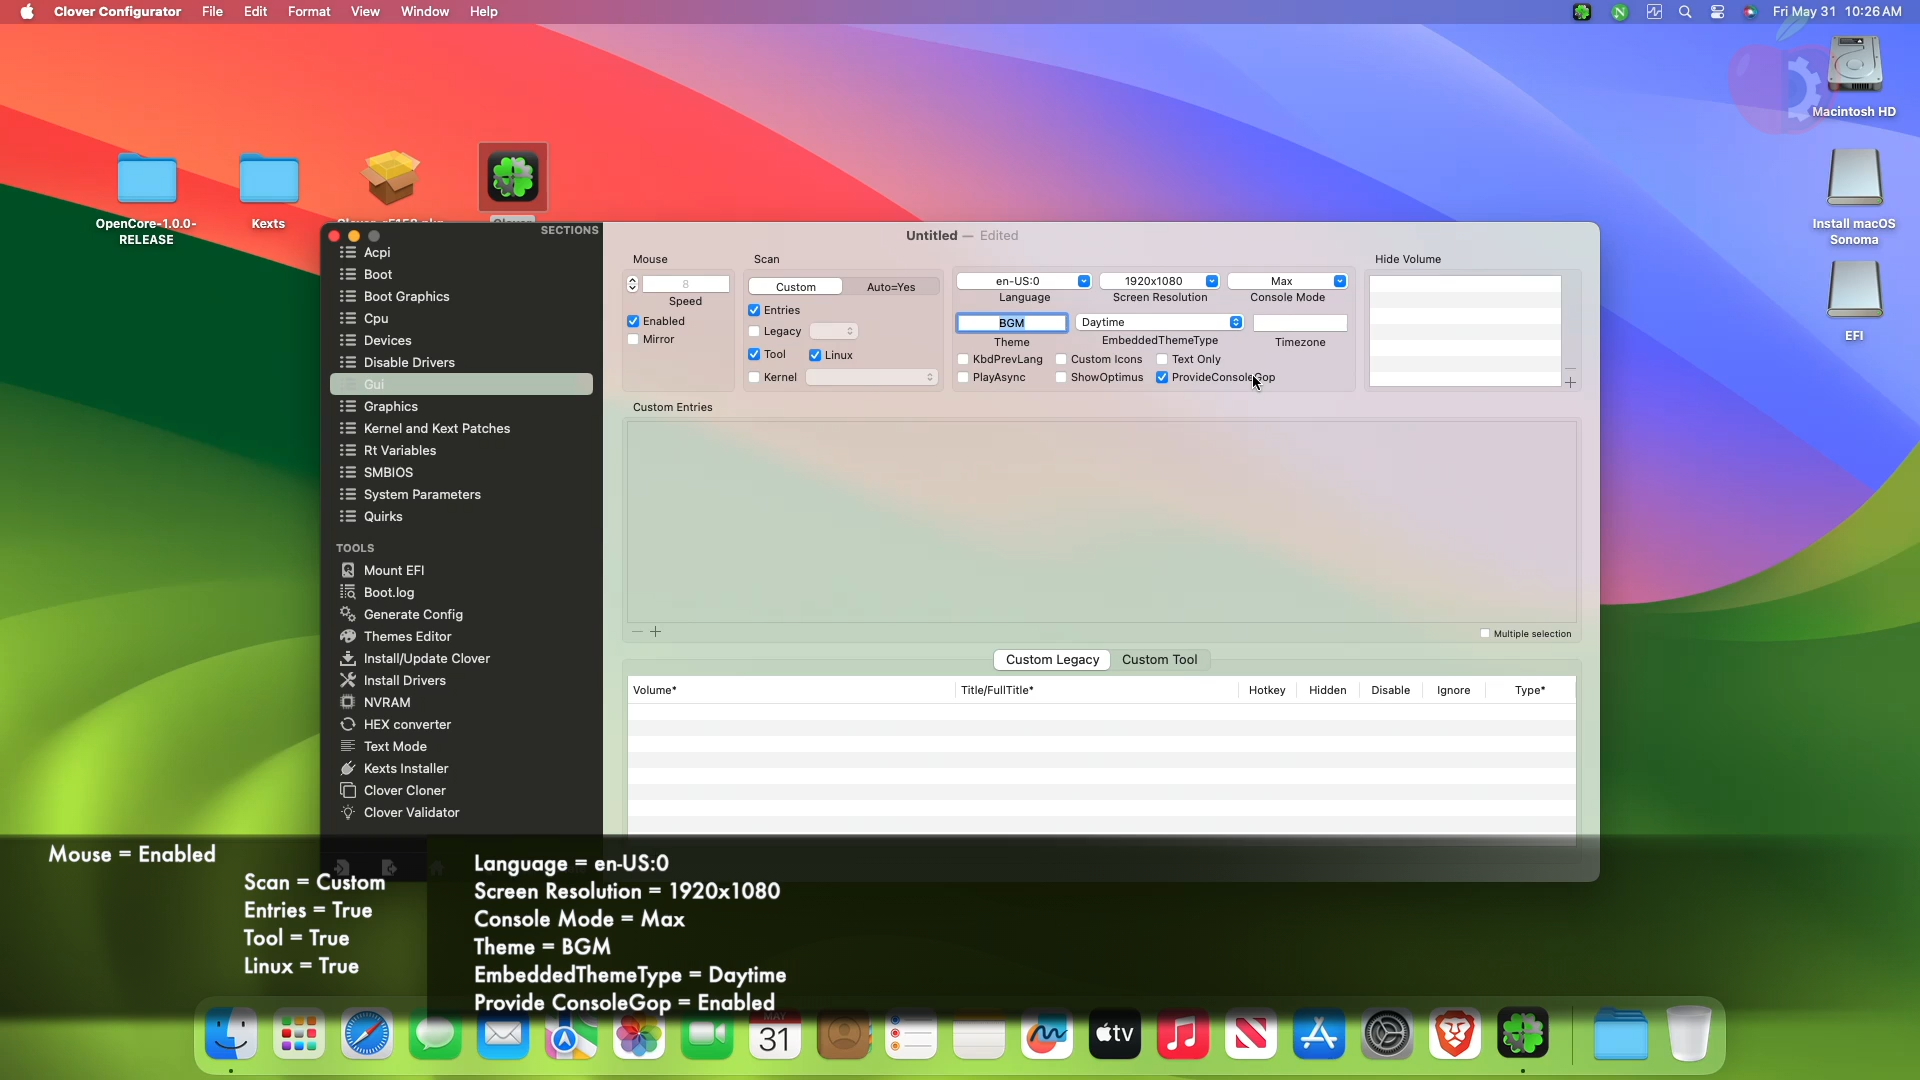 Clover Configurator File Edit Format View Window Help
Fri May 31 10:26 AM
Macintosh HD
Install macOS
Sonoma
EFI
OpenCore-1.0.0-
RELEASE
Kexts
SECTIONS
Acpi
Boot
Boot Graphics
Cpu
Devices
Disable Drivers
Gui
Graphics
Kernel and Kext Patches
Rt Variables
SMBIOS
System Parameters
Quirks
TOOLS
Mount EFI
Boot.log
Generate Config
Themes Editor
Install/Update Clover
Install Drivers
NVRAM
HEX converter
Text Mode
Kexts Installer
Clover Cloner
Clover Validator
Untitled — Edited
Mouse
8
Speed
Enabled
Mirror
Scan
Custom Auto=Yes
Entries
Legacy
Tool Linux
Kernel
en-US:0 1920x1080 Max
Language Screen Resolution Console Mode
BGM Daytime
Theme EmbeddedThemeType Timezone
KbdPrevLang Custom Icons Text Only
PlayAsync ShowOptimus ProvideConsoleGop
Hide Volume
Custom Entries
Multiple selection
Custom Legacy Custom Tool
Volume* Title/FullTitle* Hotkey Hidden Disable Ignore Type*
Mouse = Enabled
Scan = Custom
Entries = True
Tool = True
Linux = True
Language = en-US:0
Screen Resolution = 1920x1080
Console Mode = Max
Theme = BGM
EmbeddedThemeType = Daytime
Provide ConsoleGop = Enabled
MAY
31
tv